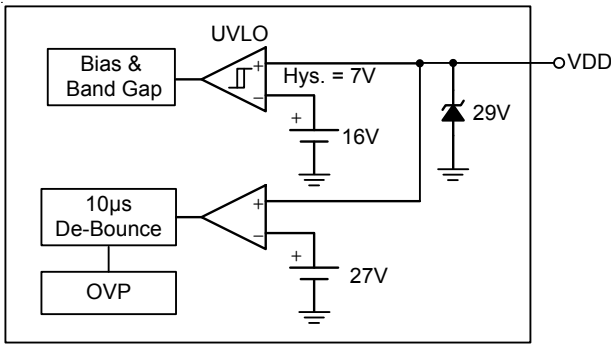 UVLO
Bias &
Band Gap
+
Hys. = 7V
VDD
−
29V
+
16V
10µs
De-Bounce
+
−
+
27V
OVP